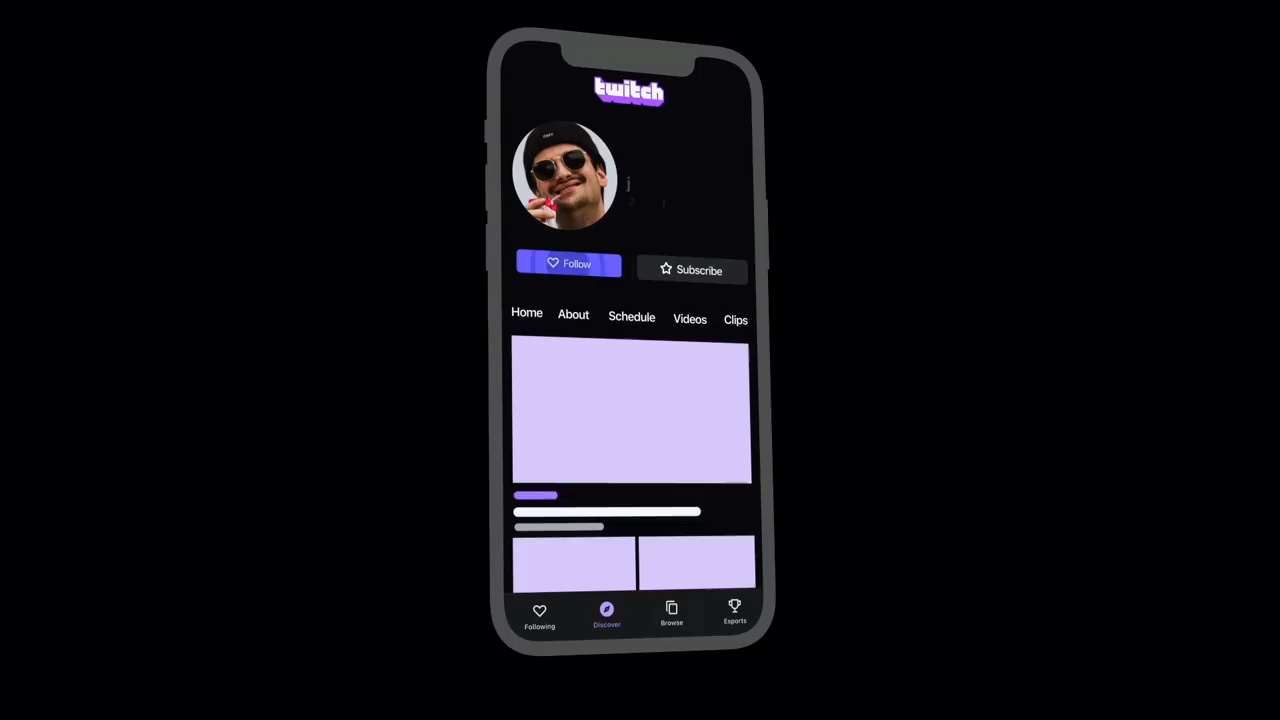 twitch
Follow
Subscribe
Home About Schedule Videos Clips
Following Discover Browse Esports